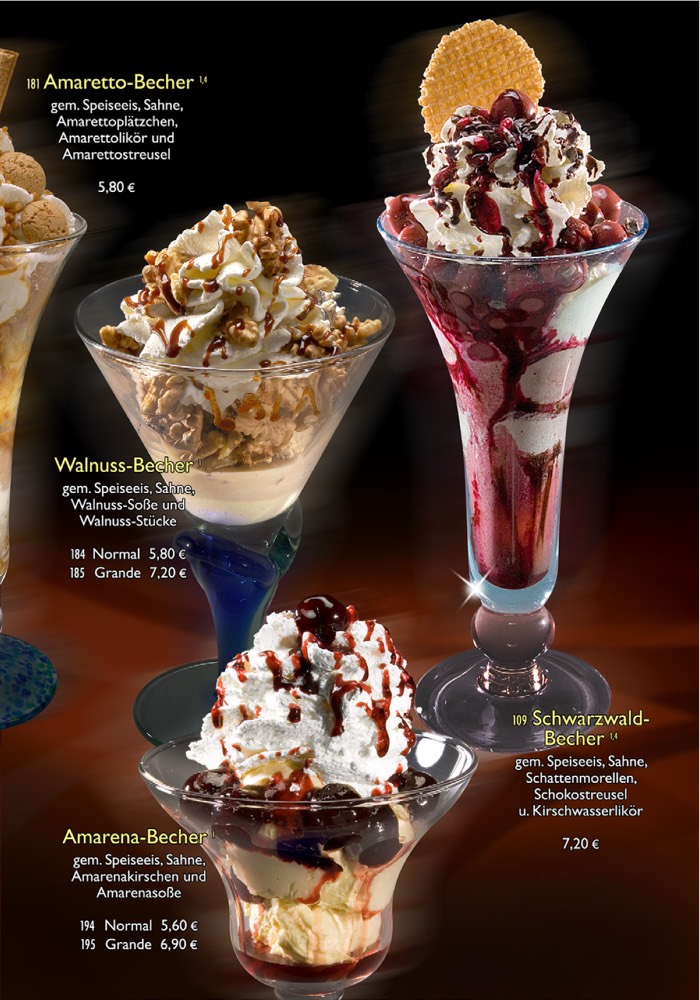 181 Amaretto-Becher 1,4
gem. Speiseeis, Sahne,
Amarettoplätzchen,
Amarettolikör und
Amarettostreusel
5,80 €
Walnuss-Becher 1
gem. Speiseeis, Sahne,
Walnuss-Soße und
Walnuss-Stücke
184 Normal 5,80 €
185 Grande 7,20 €
109 Schwarzwald-
Becher 1,4
gem. Speiseeis, Sahne,
Schattenmorellen,
Schokostreusel
u. Kirschwasserlikör
7,20 €
Amarena-Becher 1
gem. Speiseeis, Sahne,
Amarenakirschen und
Amarenasoße
194 Normal 5,60 €
195 Grande 6,90 €